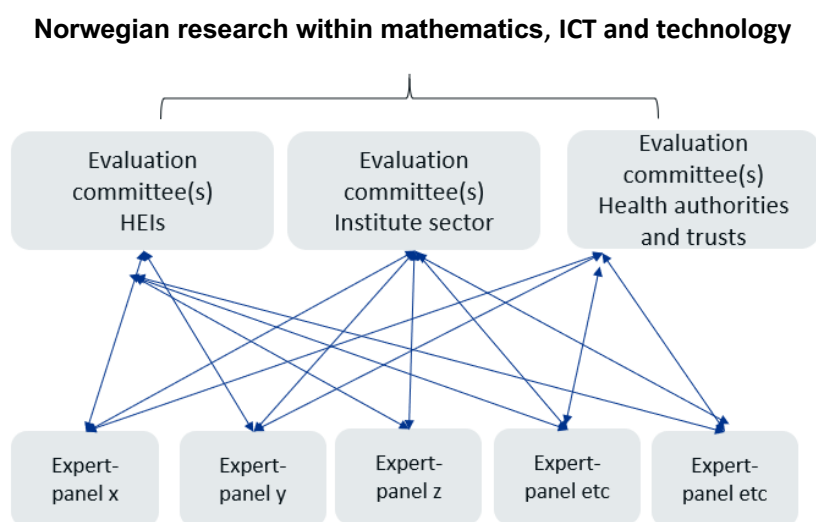 Norwegian research within mathematics, ICT and technology
Evaluation
committee(s)
HEIs
Evaluation
committee(s)
Institute sector
Evaluation
committee(s)
Health authorities
and trusts
Expert-
panel x
Expert-
panel y
Expert-
panel z
Expert-
panel etc
Expert-
panel etc